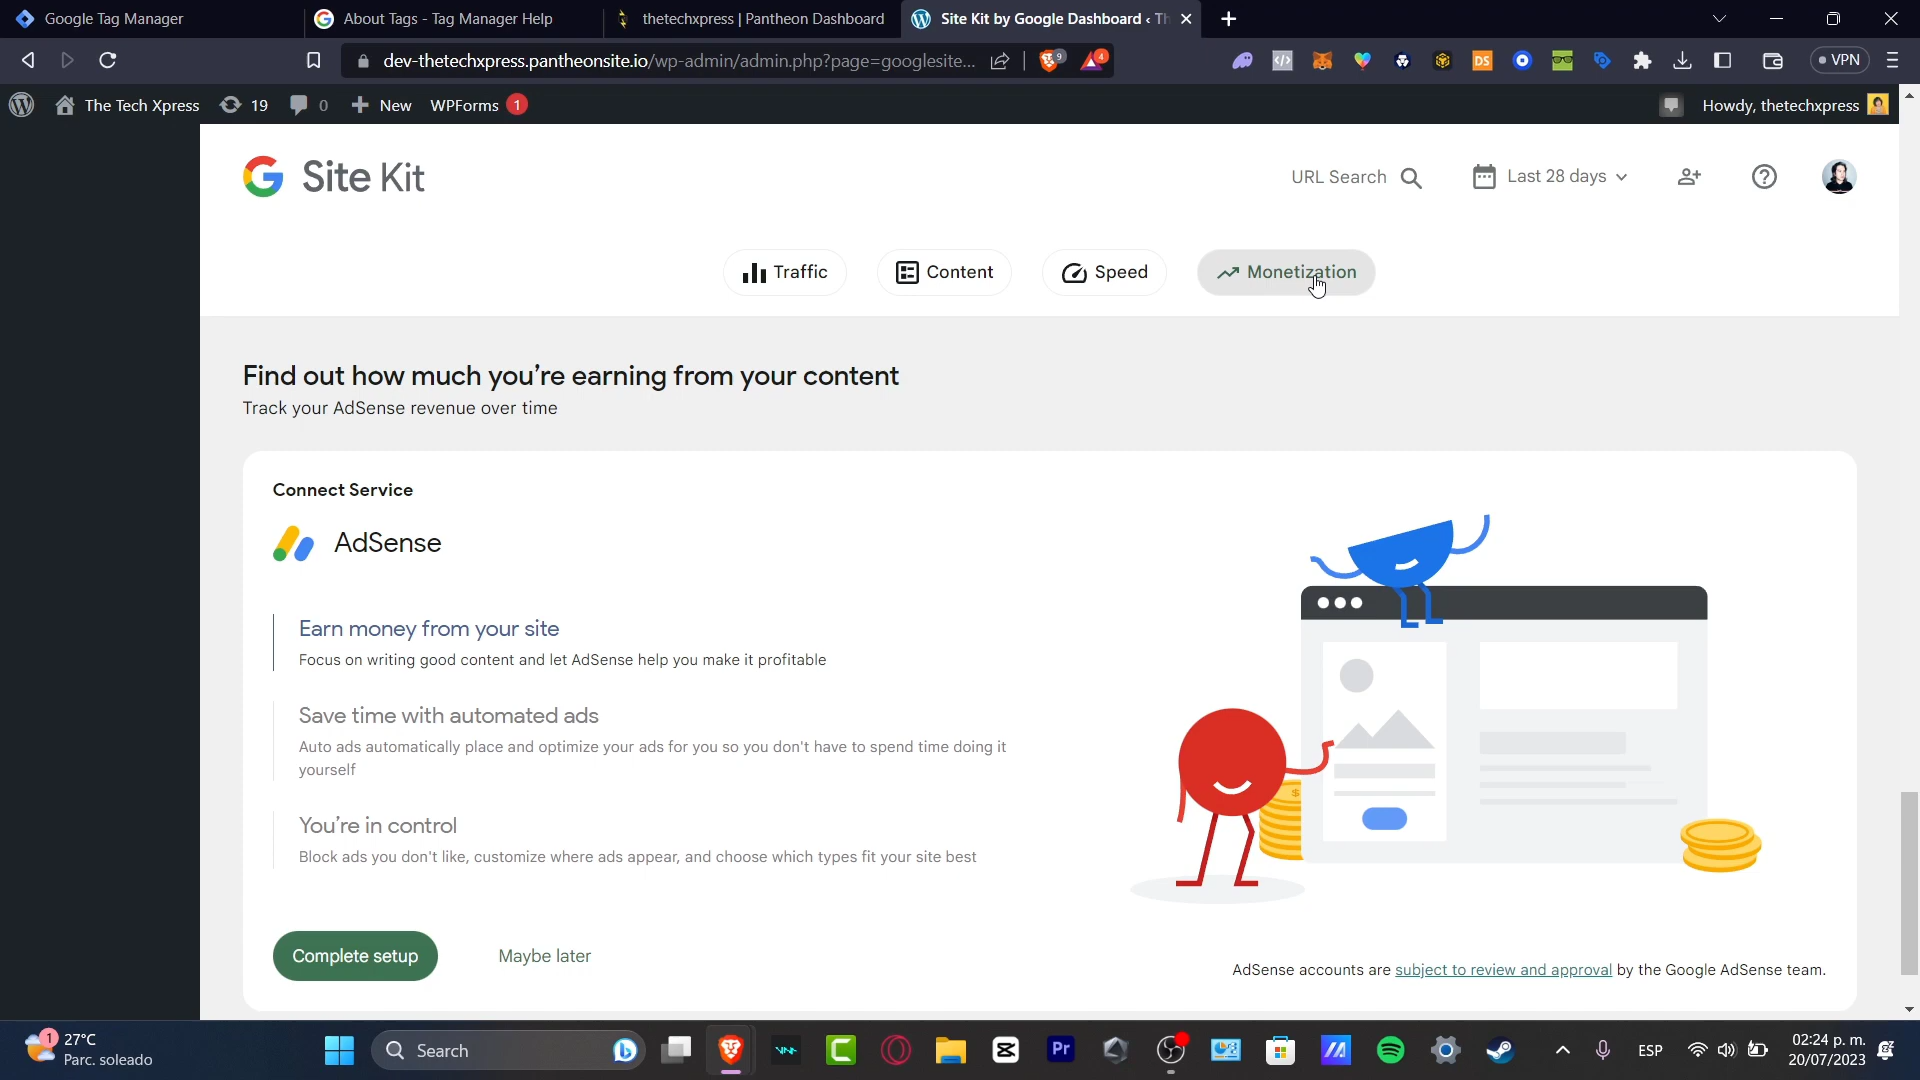 Google Tag Manager
About Tags - Tag Manager Help
thetechxpress | Pantheon Dashboard
Site Kit by Google Dashboard ‹ Th
dev-thetechxpress.pantheonsite.io/wp-admin/admin.php?page=googlesite...
9
4
DS
VPN
The Tech Xpress
19
0
New
WPForms
1
Howdy, thetechxpress
Site Kit
URL Search
Last 28 days
Traffic
Content
Speed
Monetization
Find out how much you're earning from your content
Track your AdSense revenue over time
Connect Service
AdSense
Earn money from your site
Focus on writing good content and let AdSense help you make it profitable
Save time with automated ads
Auto ads automatically place and optimize your ads for you so you don't have to spend time doing it
yourself
You're in control
Block ads you don't like, customize where ads appear, and choose which types fit your site best
$
Complete setup
Maybe later
AdSense accounts are subject to review and approval by the Google AdSense team.
1
27°C
Parc. soleado
Search
Pr
ESP
02:24 p. m.
20/07/2023